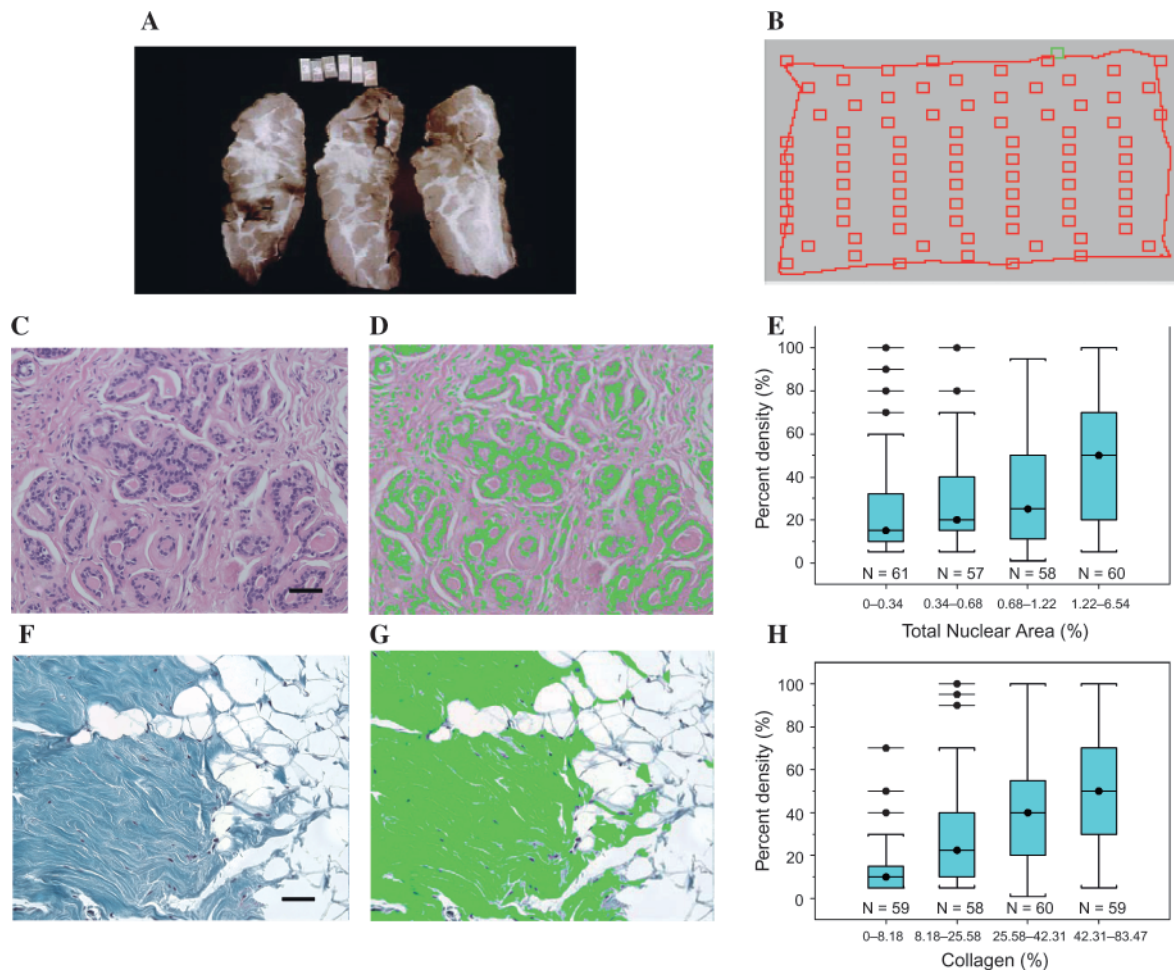 A
B
C
D
E
100
80
60
40
20
0
Percent density (%)
N = 61 N = 57 N = 58 N = 60
0–0.34 0.34–0.68 0.68–1.22 1.22–6.54
Total Nuclear Area (%)
F
G
H
100
80
60
40
20
0
Percent density (%)
N = 59 N = 58 N = 60 N = 59
0–8.18 8.18–25.58 25.58–42.31 42.31–83.47
Collagen (%)